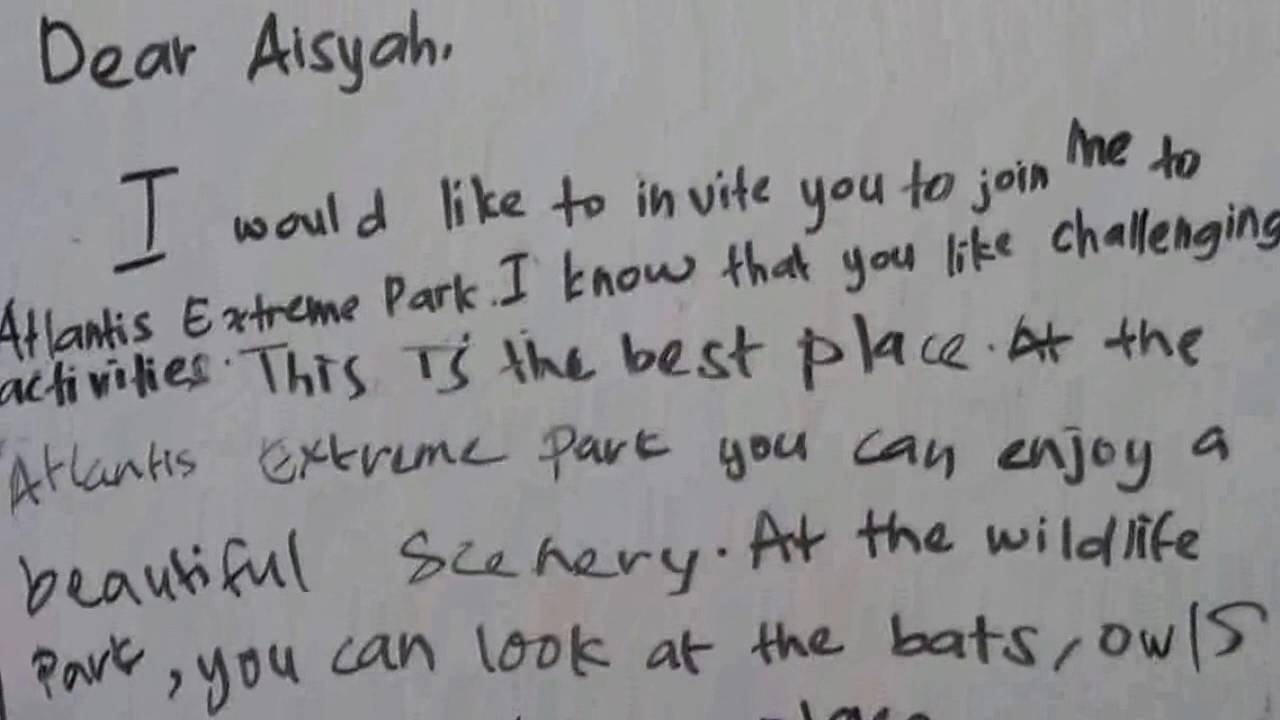 Dear Aisyah.
I would like to invite you to join me to
Atlantis Extreme Park. I know that you like challenging
activities. This is the best place. At the
Atlantis Extreme Park you can enjoy a
beautiful Scenery. At the wildlife
Park, you can look at the bats, owls